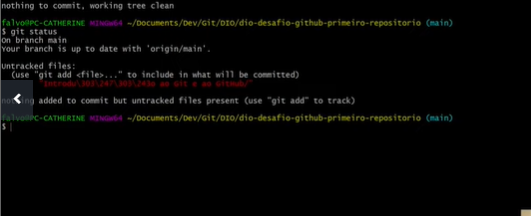 nothing to commit, working tree clean
falvo@PC-CATHERINE MINGW64 ~/Documents/Dev/Git/DIO/dio-desafio-github-primeiro-repositorio (main)
$ git status
On branch main
Your branch is up to date with 'origin/main'.
Untracked files:
(use "git add <file>..." to include in what will be committed)
"Introdu\303\247\303\243o ao Git e ao GitHub/"
nothing added to commit but untracked files present (use "git add" to track)
falvo@PC-CATHERINE MINGW64 ~/Documents/Dev/Git/DIO/dio-desafio-github-primeiro-repositorio (main)
$